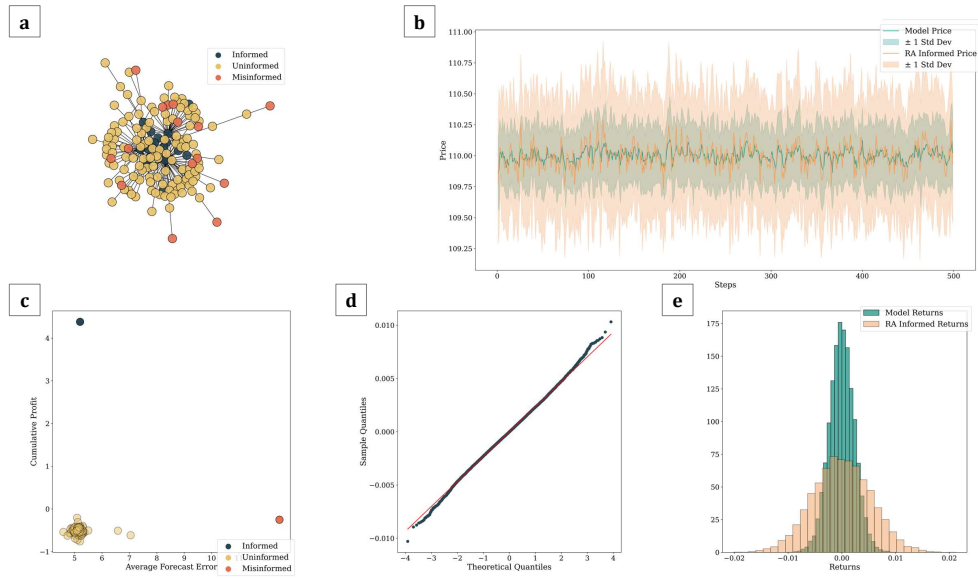 a
Informed
Uninformed
Misinformed
b
Model Price
± 1 Std Dev
RA Informed Price
± 1 Std Dev
111.00
110.75
110.50
110.25
110.00
109.75
109.50
109.25
Price
0
100
200
300
400
500
Steps
c
Cumulative Profit
4
3
2
1
0
−1
5
6
7
8
9
10
Average Forecast Error
Informed
Uninformed
Misinformed
d
Sample Quantiles
0.010
0.005
0.000
−0.005
−0.010
−4
−3
−2
−1
0
1
2
3
4
Theoretical Quantiles
e
Model Returns
RA Informed Returns
175
150
125
100
75
50
25
0
−0.02
−0.01
0.00
0.01
0.02
Returns